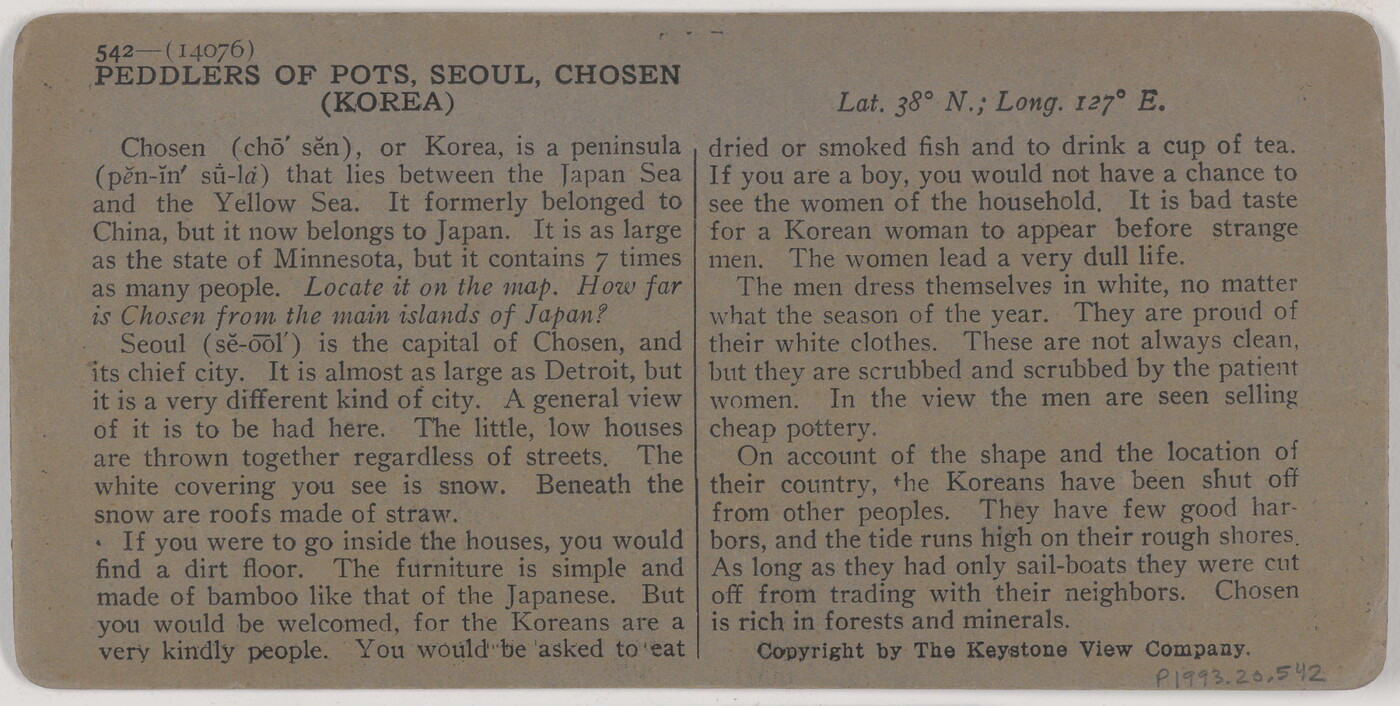 542—(14076)
PEDDLERS OF POTS, SEOUL, CHOSEN
(KOREA)
Chosen (chō′ sĕn), or Korea, is a peninsula
(pĕn-ĭn′ sů-lȧ) that lies between the Japan Sea
and the Yellow Sea. It formerly belonged to
China, but it now belongs to Japan. It is as large
as the state of Minnesota, but it contains 7 times
as many people. Locate it on the map. How far
is Chosen from the main islands of Japan?
Seoul (sĕ-o͞ol′) is the capital of Chosen, and
its chief city. It is almost as large as Detroit, but
it is a very different kind of city. A general view
of it is to be had here. The little, low houses
are thrown together regardless of streets. The
white covering you see is snow. Beneath the
snow are roofs made of straw.
If you were to go inside the houses, you would
find a dirt floor. The furniture is simple and
made of bamboo like that of the Japanese. But
you would be welcomed, for the Koreans are a
very kindly people. You would be asked to eat
Lat. 38° N.; Long. 127° E.
dried or smoked fish and to drink a cup of tea.
If you are a boy, you would not have a chance to
see the women of the household. It is bad taste
for a Korean woman to appear before strange
men. The women lead a very dull life.
The men dress themselves in white, no matter
what the season of the year. They are proud of
their white clothes. These are not always clean,
but they are scrubbed and scrubbed by the patient
women. In the view the men are seen selling
cheap pottery.
On account of the shape and the location of
their country, the Koreans have been shut off
from other peoples. They have few good har-
bors, and the tide runs high on their rough shores.
As long as they had only sail-boats they were cut
off from trading with their neighbors. Chosen
is rich in forests and minerals.
Copyright by The Keystone View Company.
P1993.20.542